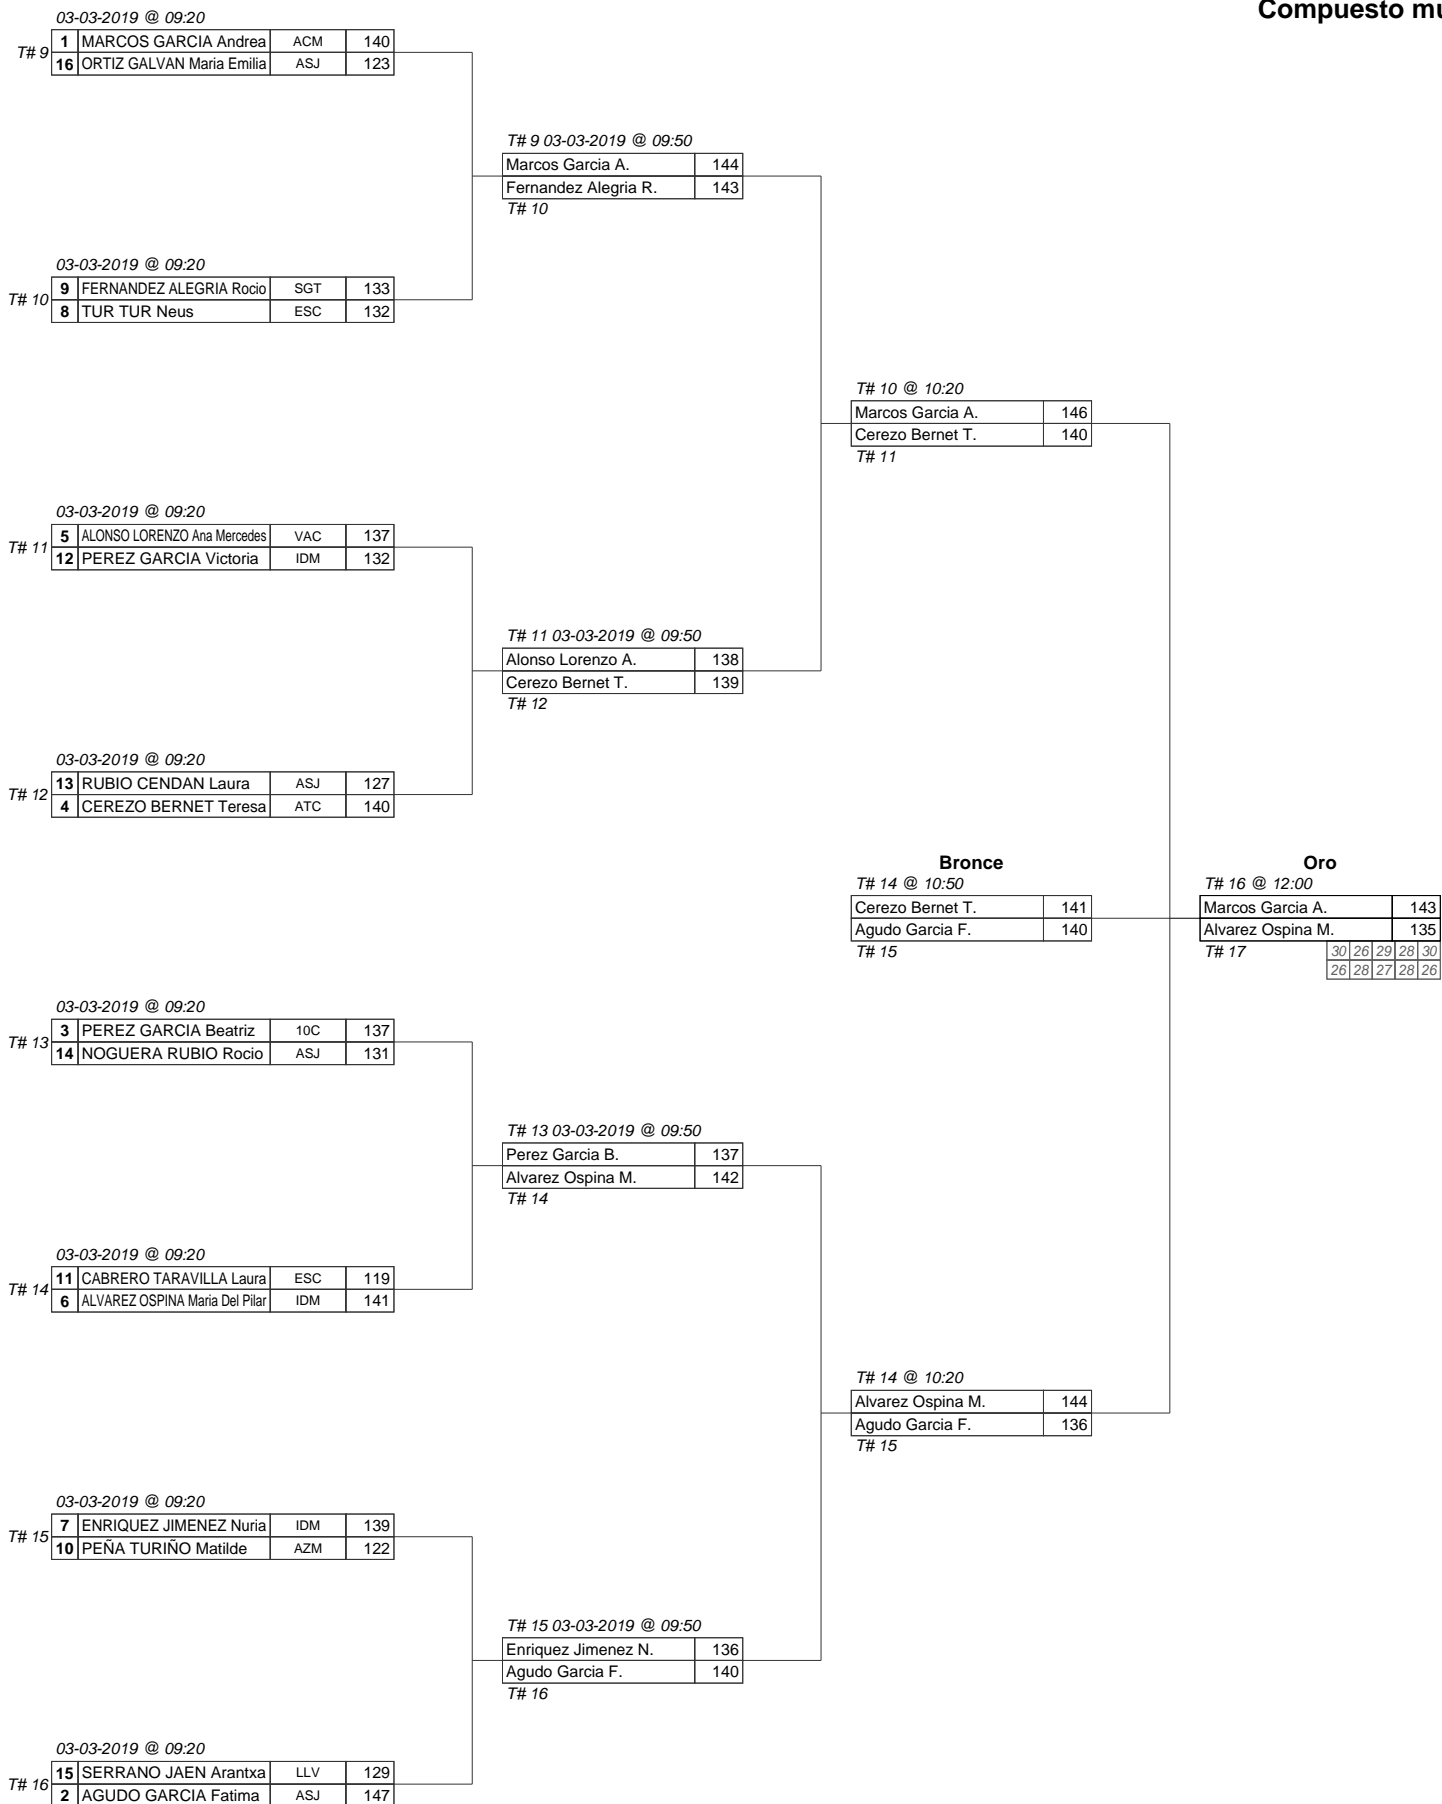 Compuesto mu
03-03-2019 @ 09:20
T# 9
1 MARCOS GARCIA Andrea ACM 140
16 ORTIZ GALVAN Maria Emilia ASJ 123
T# 9 03-03-2019 @ 09:50
Marcos Garcia A. 144
Fernandez Alegria R. 143
T# 10
03-03-2019 @ 09:20
T# 10
9 FERNANDEZ ALEGRIA Rocio SGT 133
8 TUR TUR Neus ESC 132
T# 10 @ 10:20
Marcos Garcia A. 146
Cerezo Bernet T. 140
T# 11
03-03-2019 @ 09:20
T# 11
5 ALONSO LORENZO Ana Mercedes VAC 137
12 PEREZ GARCIA Victoria IDM 132
T# 11 03-03-2019 @ 09:50
Alonso Lorenzo A. 138
Cerezo Bernet T. 139
T# 12
03-03-2019 @ 09:20
T# 12
13 RUBIO CENDAN Laura ASJ 127
4 CEREZO BERNET Teresa ATC 140
Bronce
T# 14 @ 10:50
Cerezo Bernet T. 141
Agudo Garcia F. 140
T# 15
Oro
T# 16 @ 12:00
Marcos Garcia A. 143
Alvarez Ospina M. 135
T# 17 30 26 29 28 30
26 28 27 28 26
03-03-2019 @ 09:20
T# 13
3 PEREZ GARCIA Beatriz 10C 137
14 NOGUERA RUBIO Rocio ASJ 131
T# 13 03-03-2019 @ 09:50
Perez Garcia B. 137
Alvarez Ospina M. 142
T# 14
03-03-2019 @ 09:20
T# 14
11 CABRERO TARAVILLA Laura ESC 119
6 ALVAREZ OSPINA Maria Del Pilar IDM 141
T# 14 @ 10:20
Alvarez Ospina M. 144
Agudo Garcia F. 136
T# 15
03-03-2019 @ 09:20
T# 15
7 ENRIQUEZ JIMENEZ Nuria IDM 139
10 PEÑA TURIÑO Matilde AZM 122
T# 15 03-03-2019 @ 09:50
Enriquez Jimenez N. 136
Agudo Garcia F. 140
T# 16
03-03-2019 @ 09:20
T# 16
15 SERRANO JAEN Arantxa LLV 129
2 AGUDO GARCIA Fatima ASJ 147